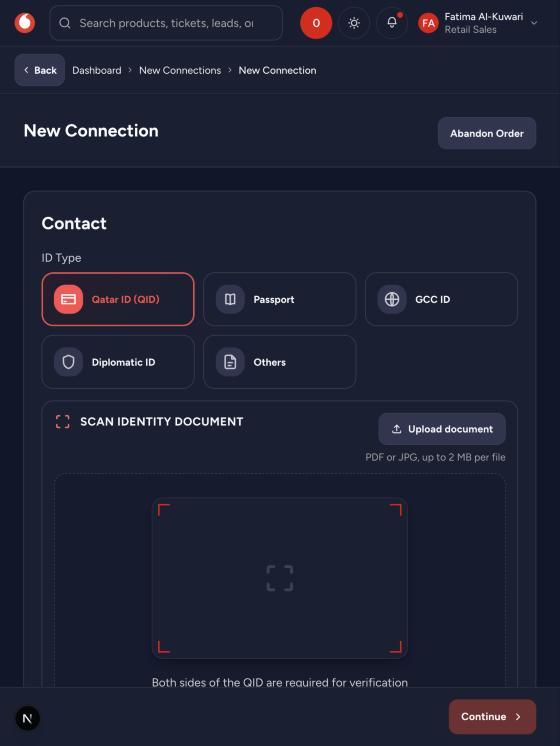 Search products, tickets, leads, or
0
FA
Fatima Al-Kuwari
Retail Sales
Back
Dashboard > New Connections > New Connection
New Connection
Abandon Order
Contact
ID Type
Qatar ID (QID)
Passport
GCC ID
Diplomatic ID
Others
SCAN IDENTITY DOCUMENT
Upload document
PDF or JPG, up to 2 MB per file
Both sides of the QID are required for verification
N
Continue